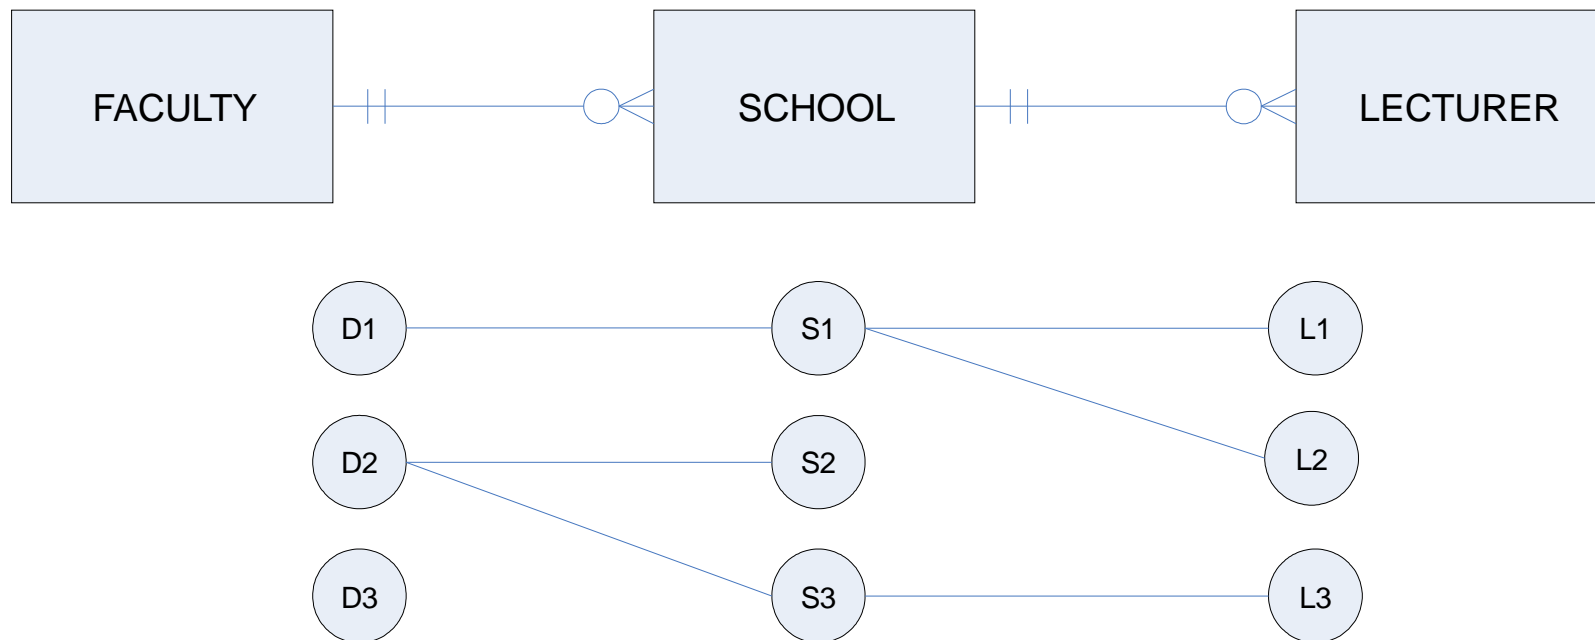 FACULTY
SCHOOL
LECTURER
D1
S1
L1
D2
S2
L2
D3
S3
L3